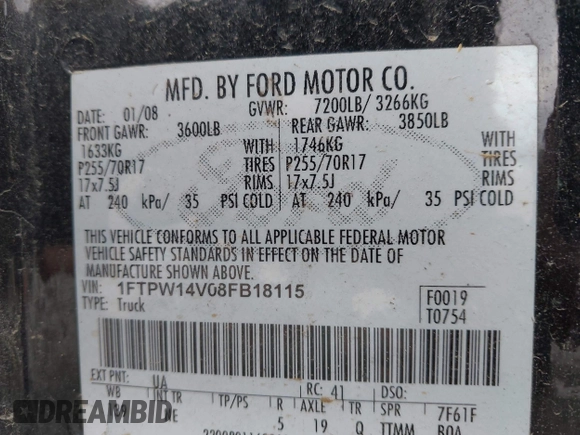 MFD. BY FORD MOTOR CO.
DATE: 01/08 GVWR: 7200LB/ 3266KG
FRONT GAWR: 3600LB REAR GAWR: 3850LB
1633KG WITH 1746KG WITH
P255/70R17 TIRES P255/70R17 TIRES
17x7.5J RIMS 17x7.5J RIMS
AT 240 kPa/ 35 PSI COLD AT 240 kPa/ 35 PSI COLD
THIS VEHICLE CONFORMS TO ALL APPLICABLE FEDERAL MOTOR
VEHICLE SAFETY STANDARDS IN EFFECT ON THE DATE OF
MANUFACTURE SHOWN ABOVE.
VIN: 1FTPW14V08FB18115 F0019
TYPE: Truck T0754
EXT PNT: UA RC: 41 DSO:
WB INT TR TP/PS R AXLE TR SPR 7F61F
5 19 Q TTMM
DREAMBID